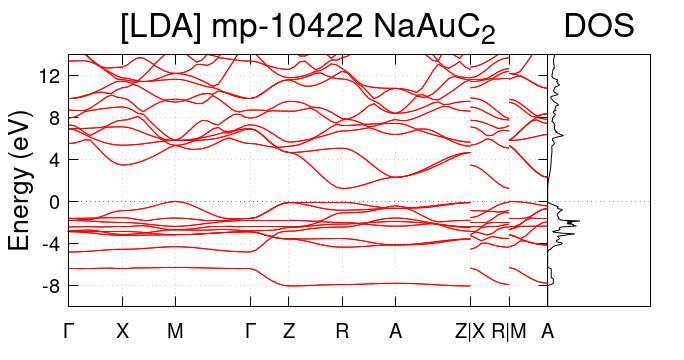 [LDA] mp-10422 NaAuC₂ DOS
Energy (eV)
12
8
4
0
-4
-8
Γ X M Γ Z R A Z|X R|M A